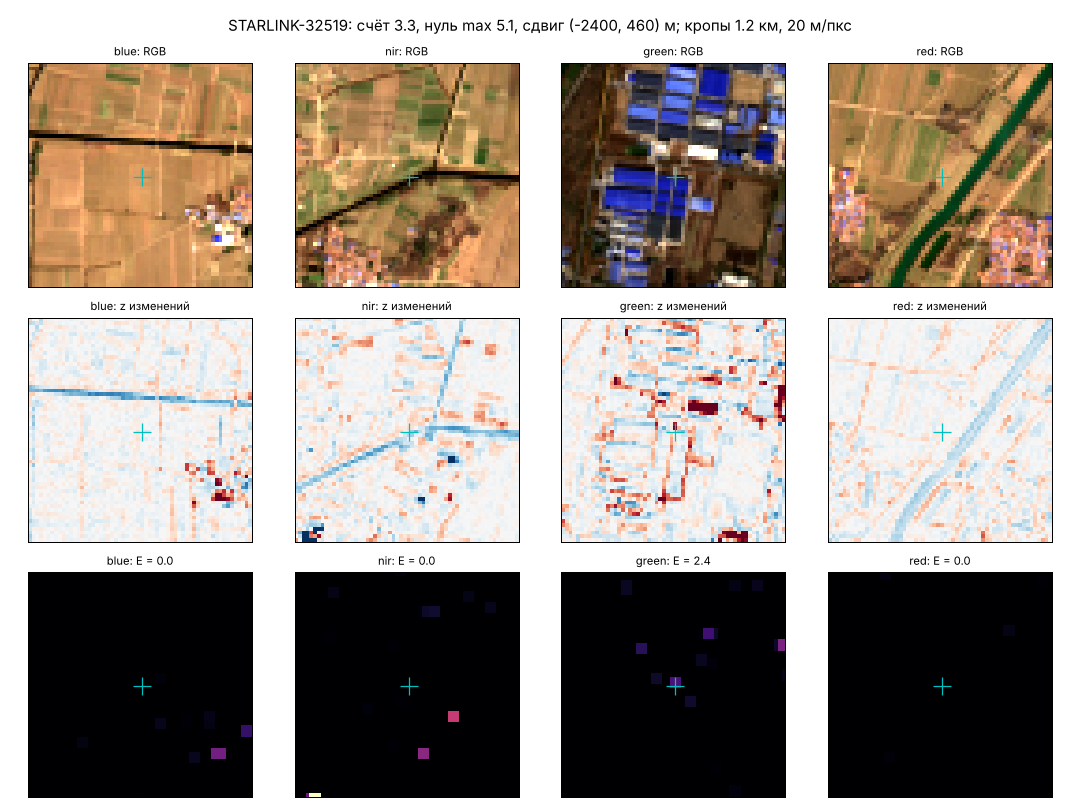 STARLINK-32519: счёт 3.3, нуль max 5.1, сдвиг (-2400, 460) м; кропы 1.2 км, 20 м/пкс
blue: RGB
nir: RGB
green: RGB
red: RGB
blue: z изменений
nir: z изменений
green: z изменений
red: z изменений
blue: E = 0.0
nir: E = 0.0
green: E = 2.4
red: E = 0.0